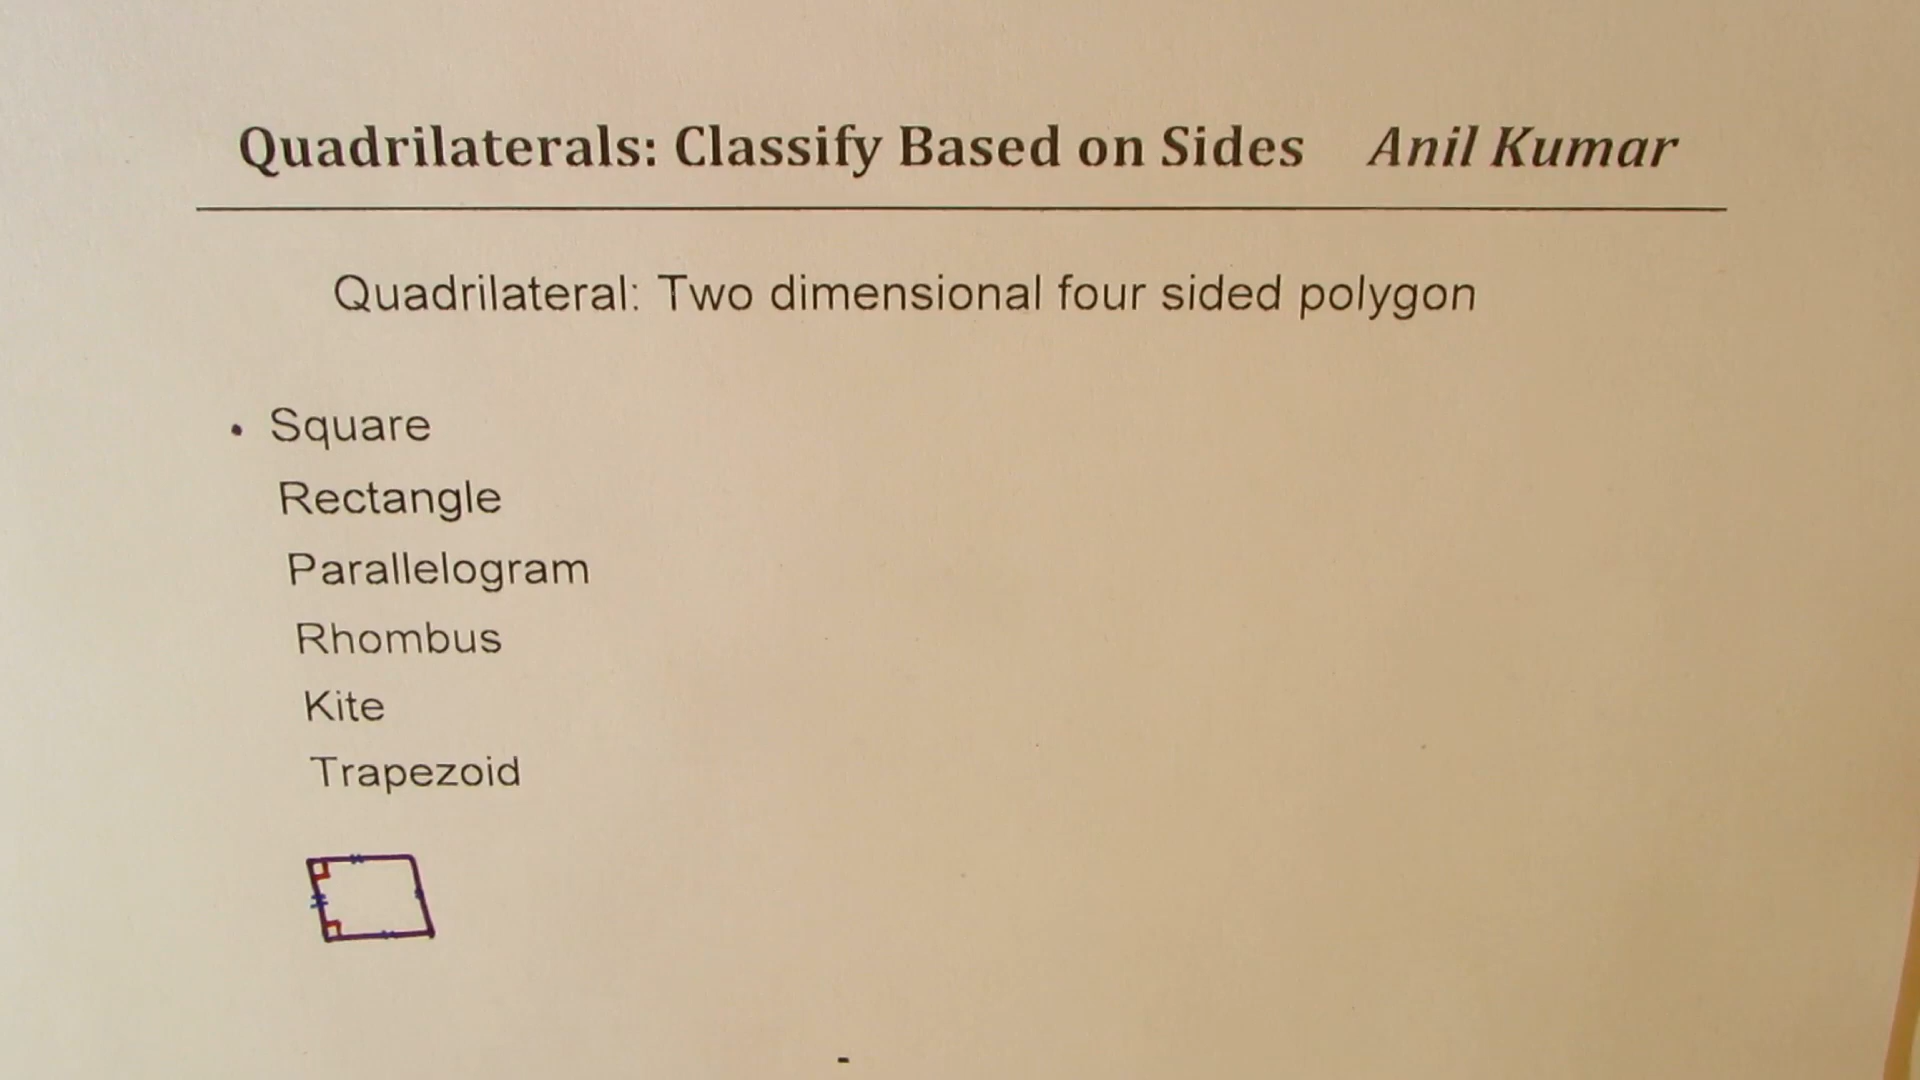 Quadrilaterals: Classify Based on Sides Anil Kumar
Quadrilateral: Two dimensional four sided polygon
• Square
Rectangle
Parallelogram
Rhombus
Kite
Trapezoid